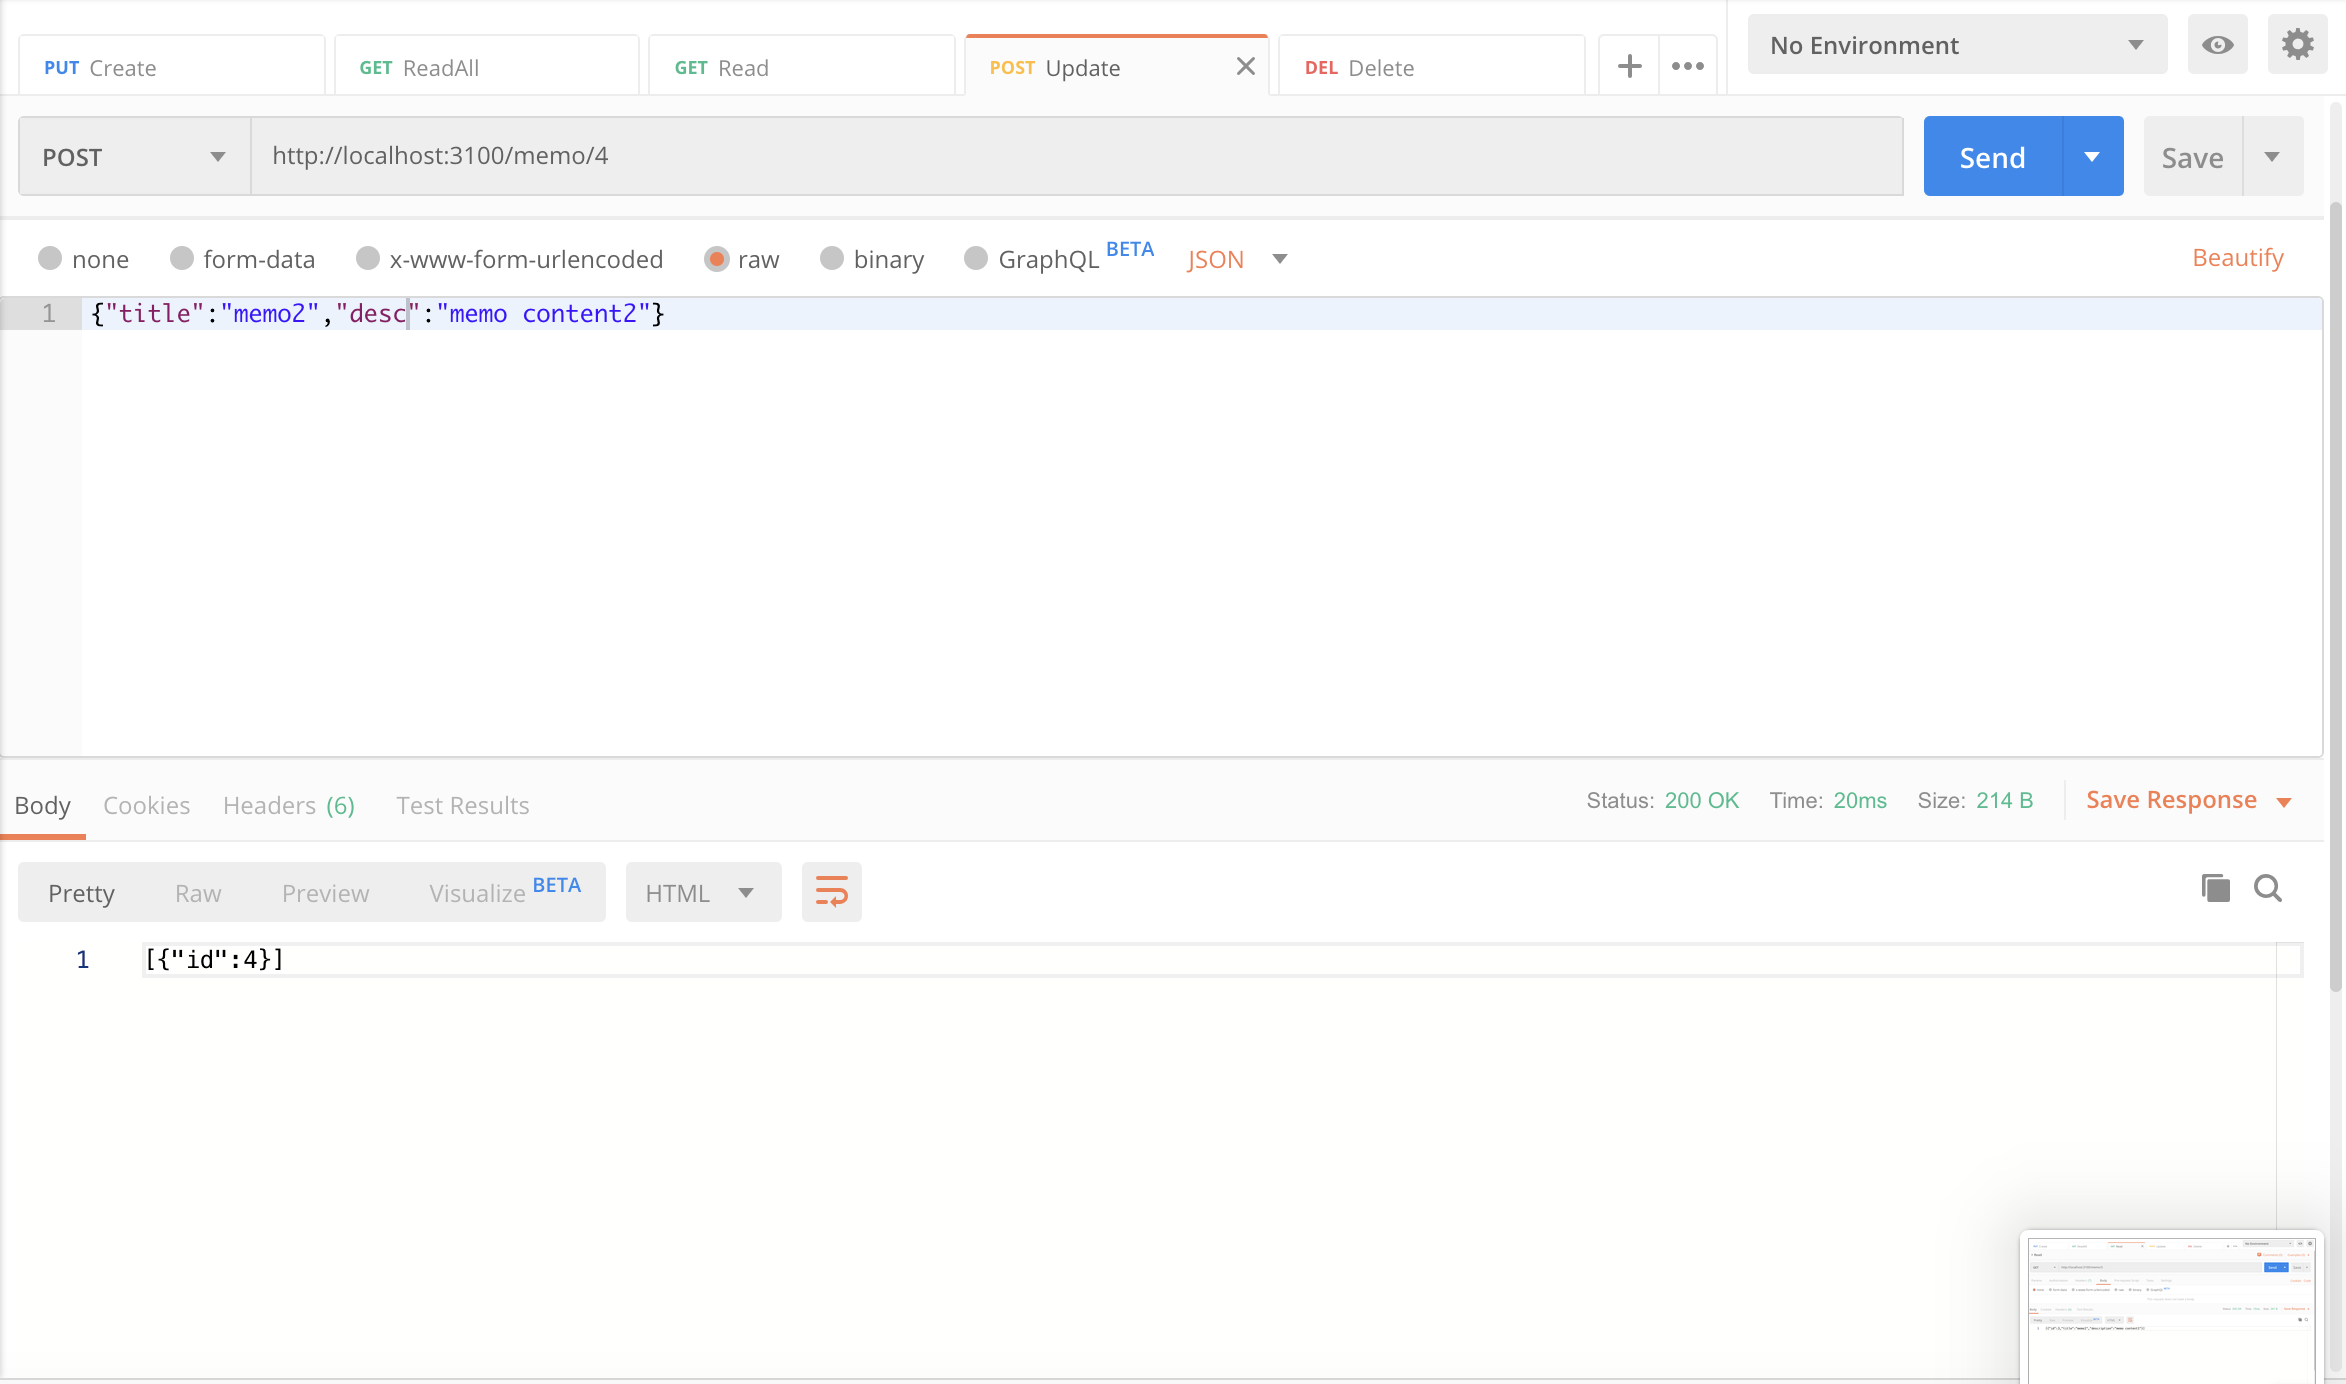 PUT Create GET ReadAll GET Read POST Update DEL Delete No Environment
POST http://localhost:3100/memo/4 Send Save
none form-data x-www-form-urlencoded raw binary GraphQL BETA JSON Beautify
1 {"title":"memo2","desc":"memo content2"}
Body Cookies Headers (6) Test Results Status: 200 OK Time: 20ms Size: 214 B Save Response
Pretty Raw Preview Visualize BETA HTML
1 [{"id":4}]